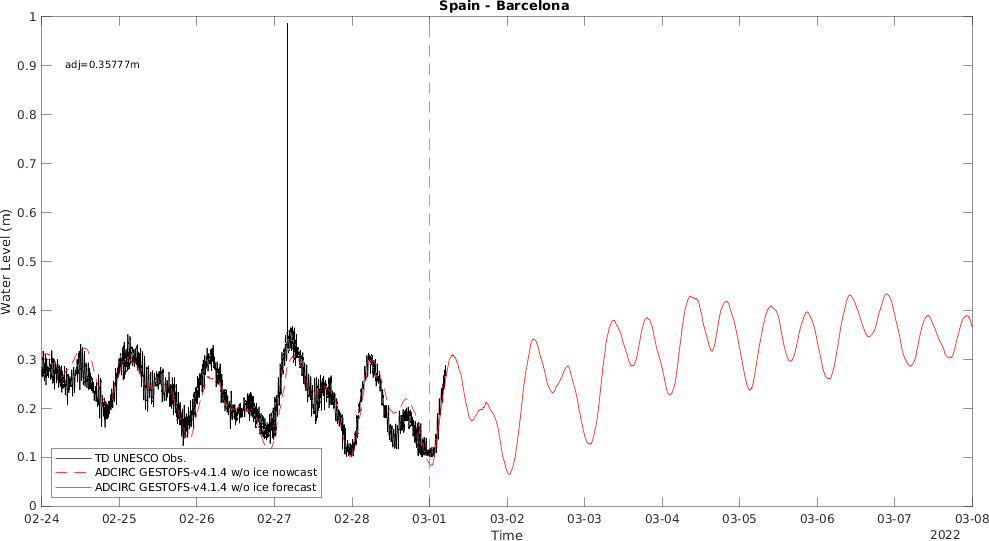 Spain - Barcelona
1
0.9
adj=0.35777m
0.8
0.7
0.6
0.5
0.4
0.3
0.2
0.1
0
Water Level (m)
TD UNESCO Obs.
ADCIRC GESTOFS-v4.1.4 w/o ice nowcast
ADCIRC GESTOFS-v4.1.4 w/o ice forecast
02-24 02-25 02-26 02-27 02-28 03-01 03-02 03-03 03-04 03-05 03-06 03-07 03-08
Time
2022